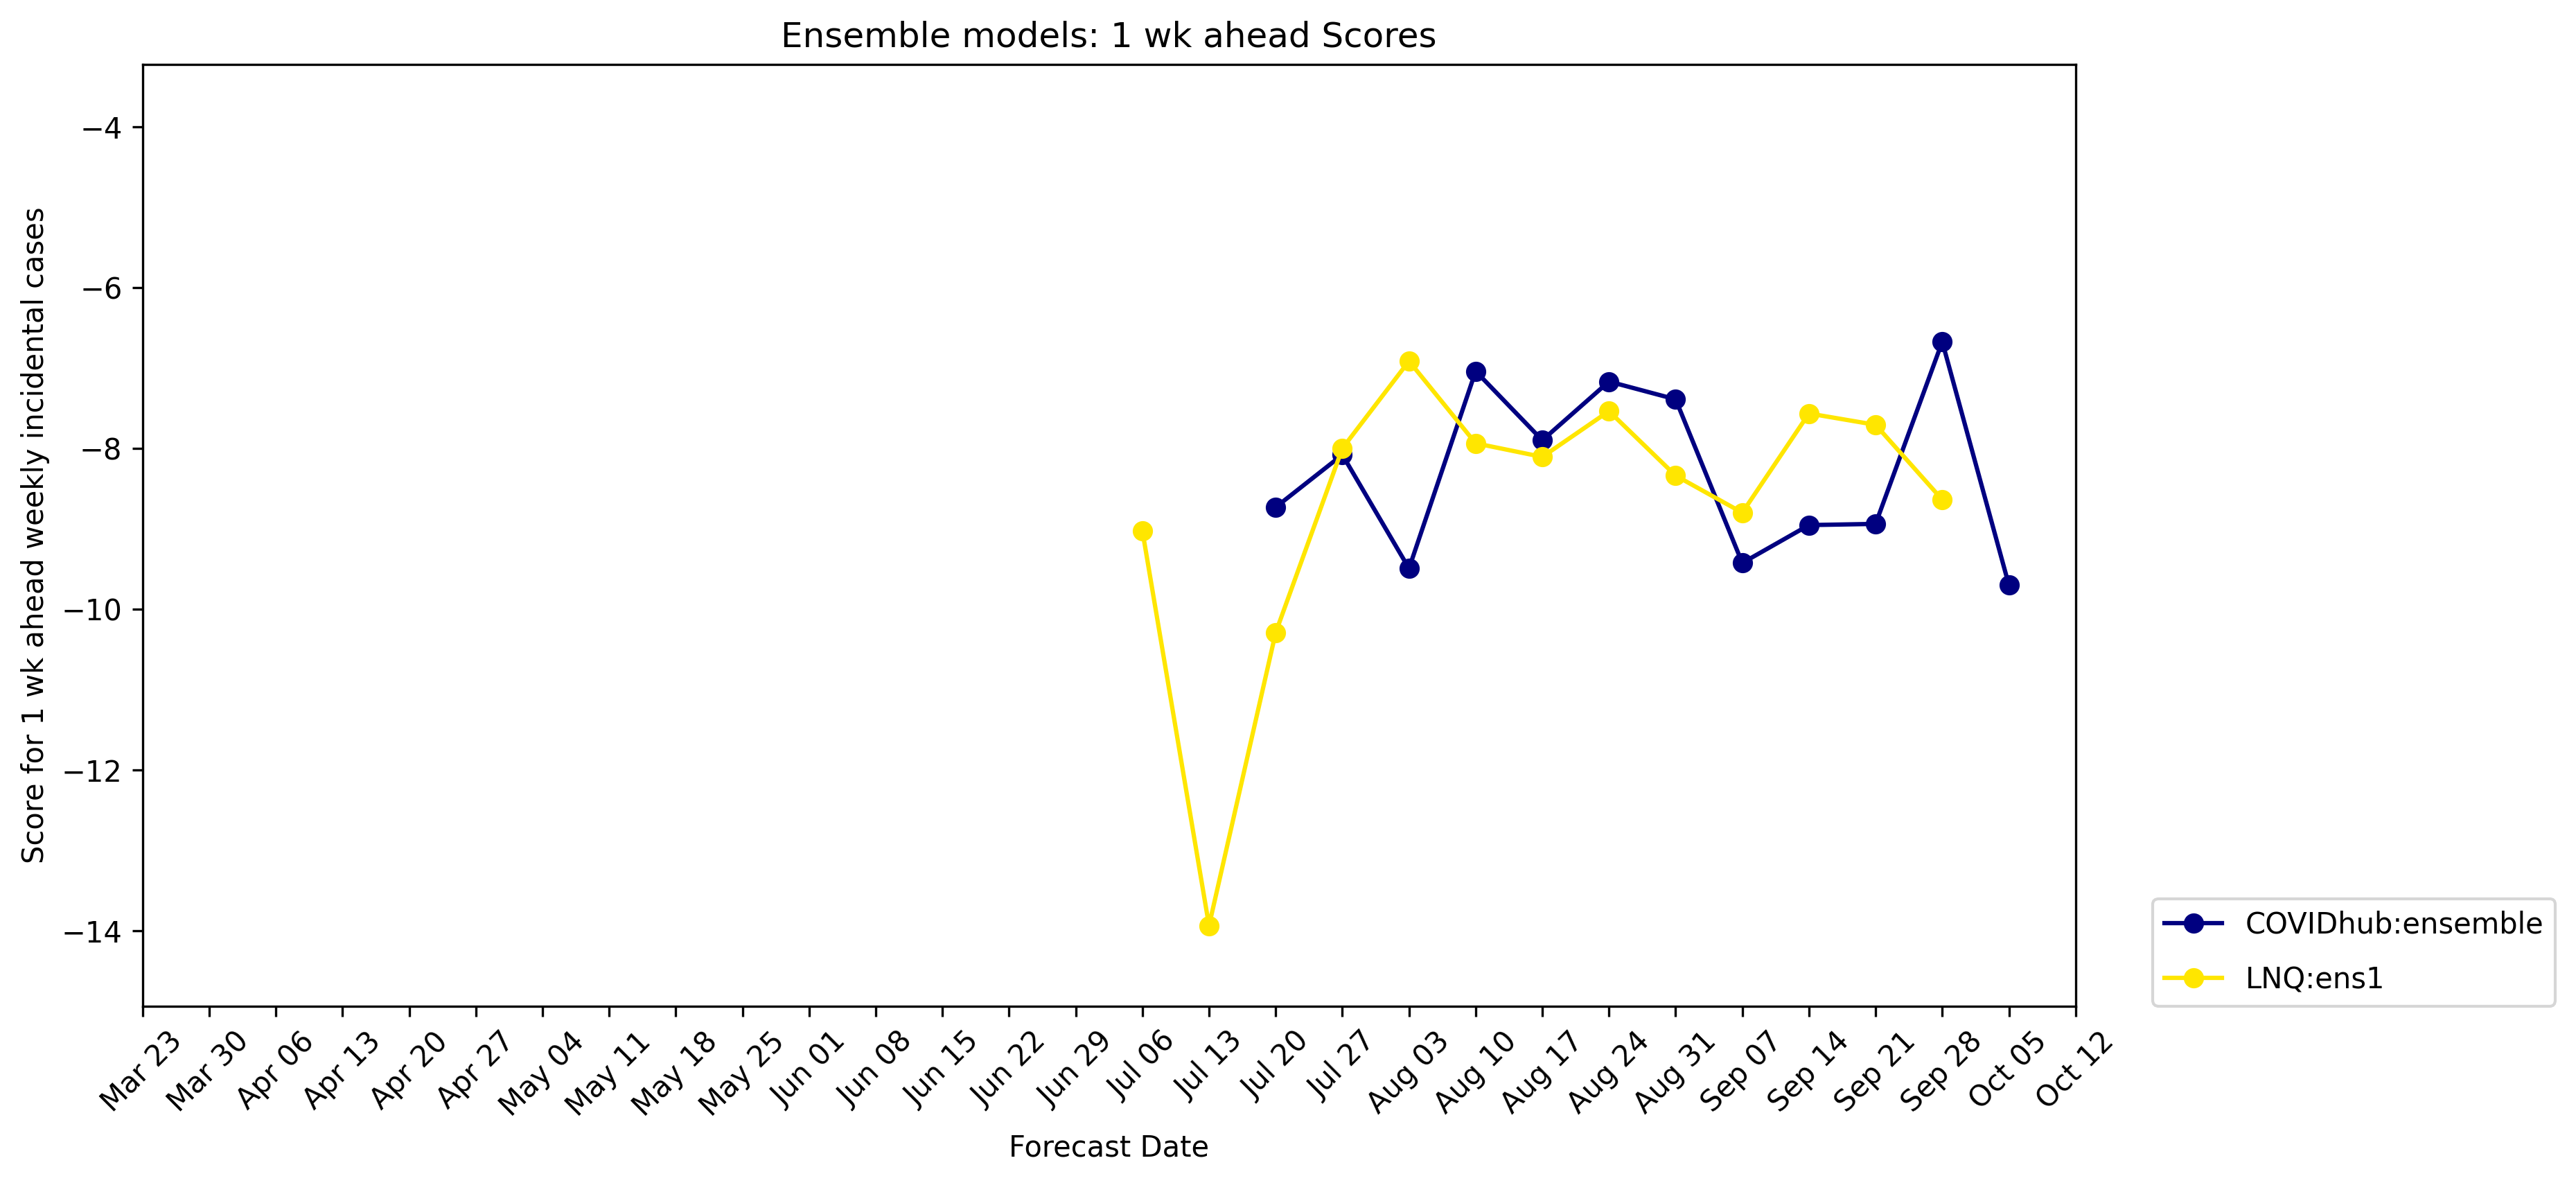 Ensemble models: 1 wk ahead Scores
Score for 1 wk ahead weekly incidental cases
−4
−6
−8
−10
−12
−14
Mar 23
Mar 30
Apr 06
Apr 13
Apr 20
Apr 27
May 04
May 11
May 18
May 25
Jun 01
Jun 08
Jun 15
Jun 22
Jun 29
Jul 06
Jul 13
Jul 20
Jul 27
Aug 03
Aug 10
Aug 17
Aug 24
Aug 31
Sep 07
Sep 14
Sep 21
Sep 28
Oct 05
Oct 12
Forecast Date
COVIDhub:ensemble
LNQ:ens1